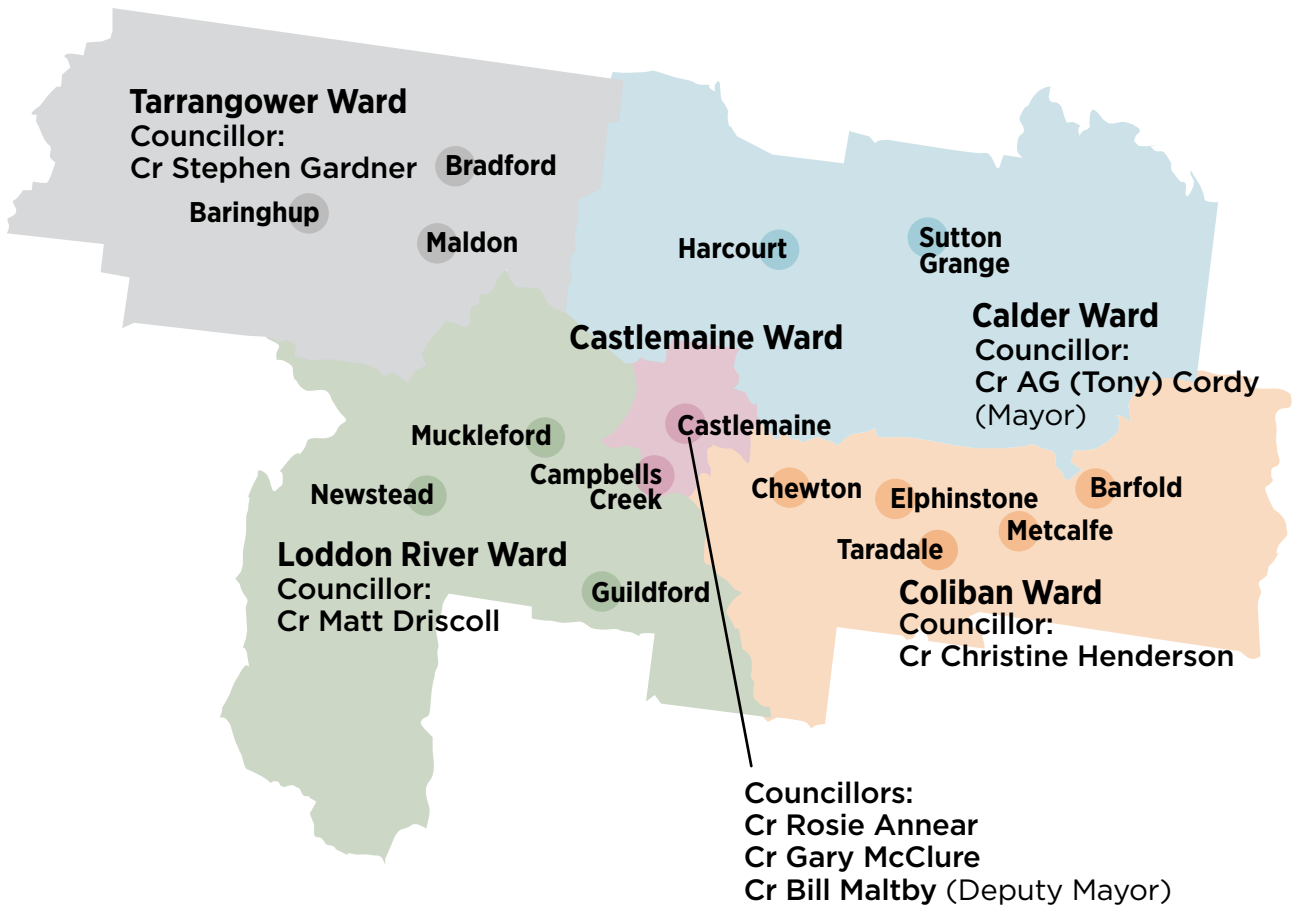 Tarrangower Ward
Councillor:
Cr Stephen Gardner
Bradford
Baringhup
Maldon
Harcourt
Sutton
Grange
Castlemaine Ward
Calder Ward
Councillor:
Cr AG (Tony) Cordy
(Mayor)
Castlemaine
Muckleford
Campbells
Creek
Newstead
Chewton
Elphinstone
Barfold
Metcalfe
Taradale
Loddon River Ward
Councillor:
Cr Matt Driscoll
Guildford
Coliban Ward
Councillor:
Cr Christine Henderson
Councillors:
Cr Rosie Annear
Cr Gary McClure
Cr Bill Maltby (Deputy Mayor)